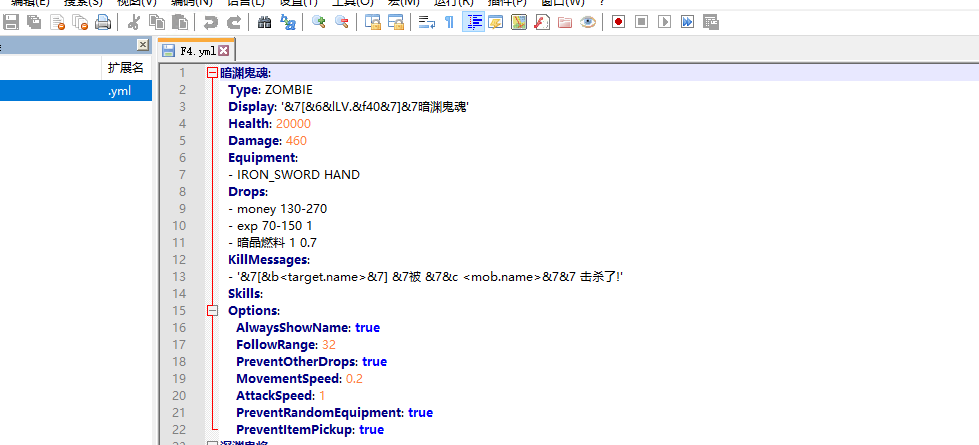 编辑(E) 搜索(S) 视图(V) 编码(N) 语言(L) 设置(T) 工具(O) 宏(M) 运行(R) 插件(P) 窗口(W) ?
F4.yml
扩展名
.yml
1 暗渊鬼魂:
2 Type: ZOMBIE
3 Display: '&7[&6&lLV.&f40&7]&7暗渊鬼魂'
4 Health: 20000
5 Damage: 460
6 Equipment:
7 - IRON_SWORD HAND
8 Drops:
9 - money 130-270
10 - exp 70-150 1
11 - 暗晶燃料 1 0.7
12 KillMessages:
13 - '&7[&b<target.name>&7] &7被 &7&c <mob.name>&7&7 击杀了!'
14 Skills:
15 Options:
16 AlwaysShowName: true
17 FollowRange: 32
18 PreventOtherDrops: true
19 MovementSpeed: 0.2
20 AttackSpeed: 1
21 PreventRandomEquipment: true
22 PreventItemPickup: true